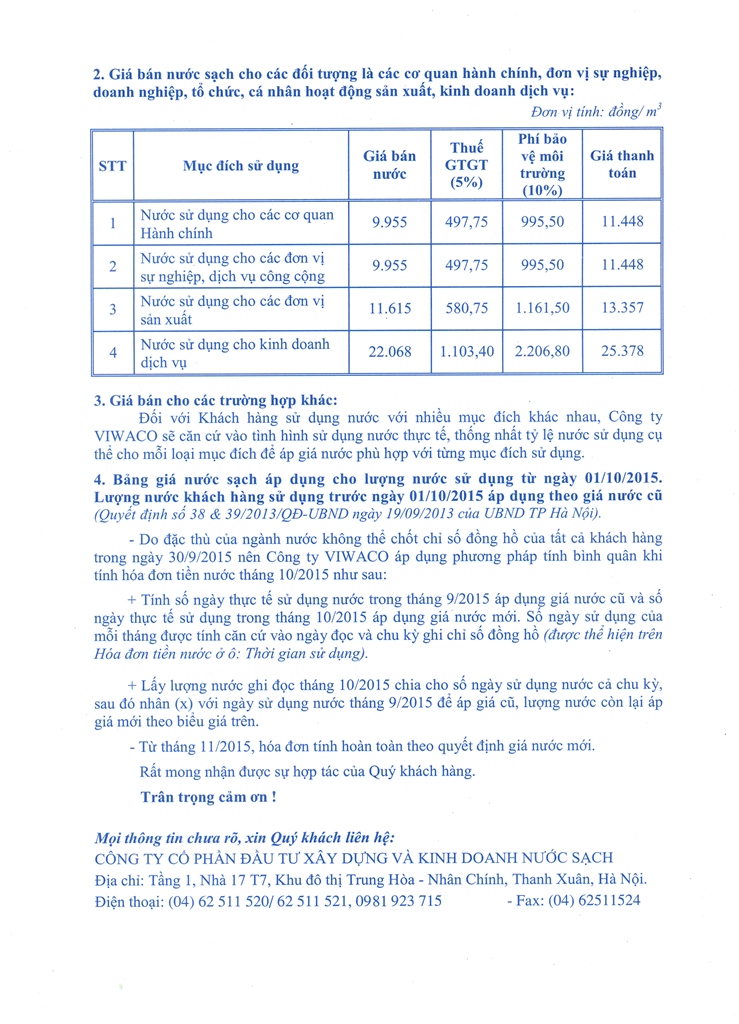 2. Giá bán nước sạch cho các đối tượng là các cơ quan hành chính, đơn vị sự nghiệp,
doanh nghiệp, tổ chức, cá nhân hoạt động sản xuất, kinh doanh dịch vụ:
Đơn vị tính: đồng/ m³
STT Mục đích sử dụng Giá bán nước Thuế GTGT (5%) Phí bảo vệ môi trường (10%) Giá thanh toán
1 Nước sử dụng cho các cơ quan Hành chính 9.955 497,75 995,50 11.448
2 Nước sử dụng cho các đơn vị sự nghiệp, dịch vụ công cộng 9.955 497,75 995,50 11.448
3 Nước sử dụng cho các đơn vị sản xuất 11.615 580,75 1.161,50 13.357
4 Nước sử dụng cho kinh doanh dịch vụ 22.068 1.103,40 2.206,80 25.378
3. Giá bán cho các trường hợp khác:
Đối với Khách hàng sử dụng nước với nhiều mục đích khác nhau, Công ty
VIWACO sẽ căn cứ vào tình hình sử dụng nước thực tế, thống nhất tỷ lệ nước sử dụng cụ
thể cho mỗi loại mục đích để áp giá nước phù hợp với từng mục đích sử dụng.
4. Bảng giá nước sạch áp dụng cho lượng nước sử dụng từ ngày 01/10/2015.
Lượng nước khách hàng sử dụng trước ngày 01/10/2015 áp dụng theo giá nước cũ
(Quyết định số 38 & 39/2013/QĐ-UBND ngày 19/09/2013 của UBND TP Hà Nội).
- Do đặc thù của ngành nước không thể chốt chỉ số đồng hồ của tất cả khách hàng
trong ngày 30/9/2015 nên Công ty VIWACO áp dụng phương pháp tính bình quân khi
tính hóa đơn tiền nước tháng 10/2015 như sau:
+ Tính số ngày thực tế sử dụng nước trong tháng 9/2015 áp dụng giá nước cũ và số
ngày thực tế sử dụng trong tháng 10/2015 áp dụng giá nước mới. Số ngày sử dụng của
mỗi tháng được tính căn cứ vào ngày đọc và chu kỳ ghi chỉ số đồng hồ (được thể hiện trên
Hóa đơn tiền nước ở ô: Thời gian sử dụng).
+ Lấy lượng nước ghi đọc tháng 10/2015 chia cho số ngày sử dụng nước cả chu kỳ,
sau đó nhân (x) với ngày sử dụng nước tháng 9/2015 để áp giá cũ, lượng nước còn lại áp
giá mới theo biểu giá trên.
- Từ tháng 11/2015, hóa đơn tính hoàn toàn theo quyết định giá nước mới.
Rất mong nhận được sự hợp tác của Quý khách hàng.
Trân trọng cảm ơn !
Mọi thông tin chưa rõ, xin Quý khách liên hệ:
CÔNG TY CỔ PHẦN ĐẦU TƯ XÂY DỰNG VÀ KINH DOANH NƯỚC SẠCH
Địa chỉ: Tầng 1, Nhà 17 T7, Khu đô thị Trung Hòa - Nhân Chính, Thanh Xuân, Hà Nội.
Điện thoại: (04) 62 511 520/ 62 511 521, 0981 923 715 - Fax: (04) 62511524